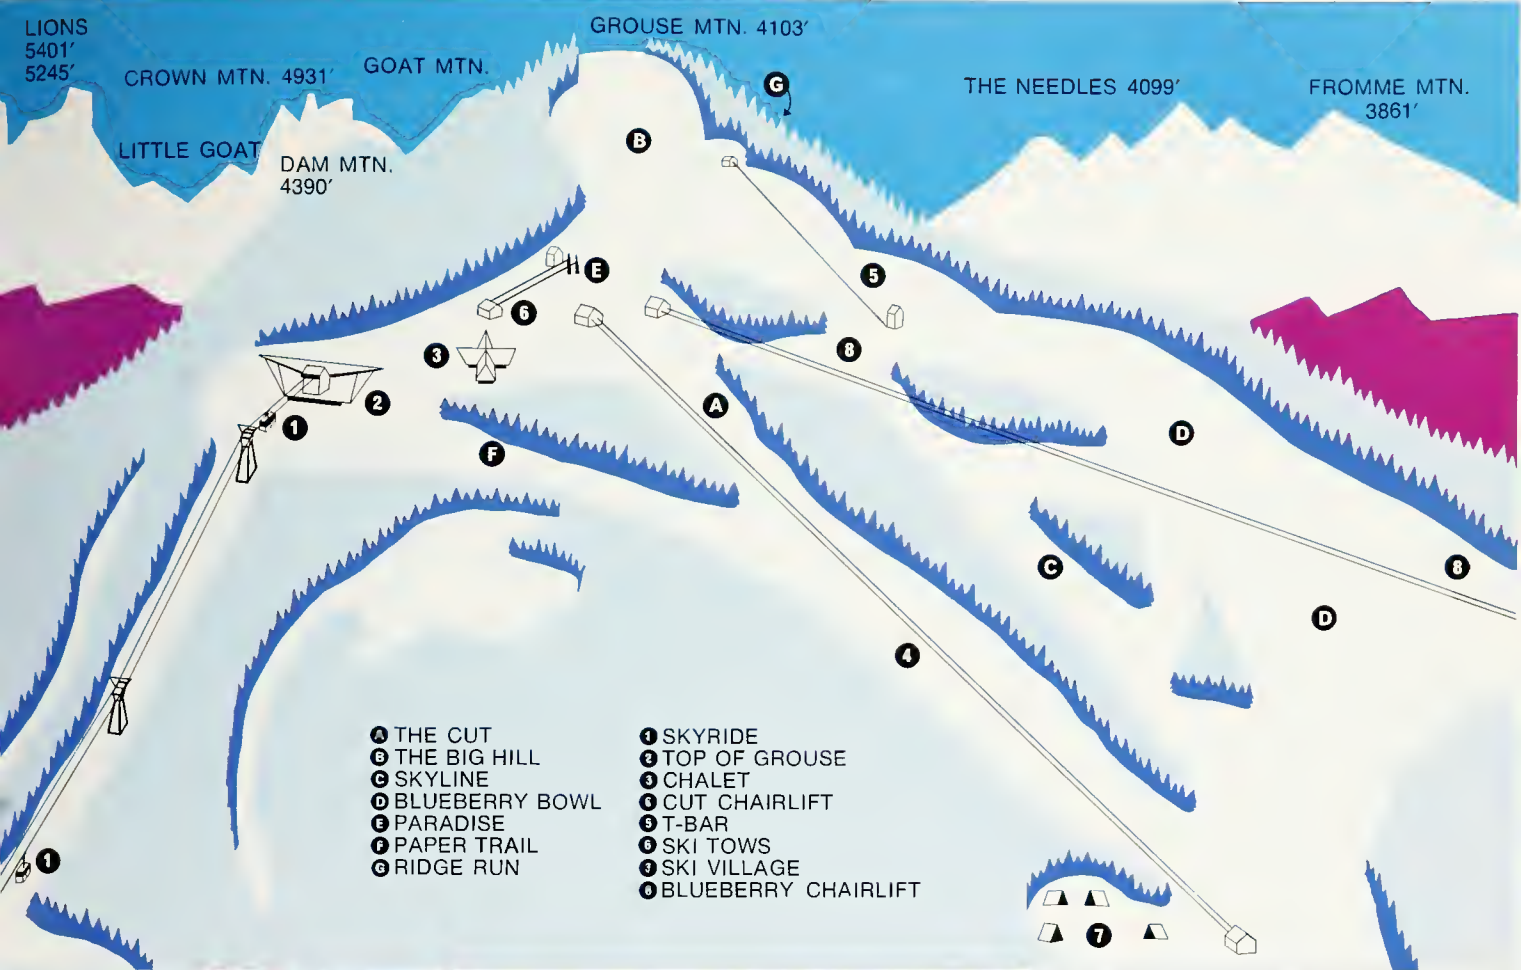 LIONS
5401′
5245′
CROWN MTN. 4931′
GOAT MTN.
GROUSE MTN. 4103′
THE NEEDLES 4099′
FROMME MTN.
3861′
LITTLE GOAT
DAM MTN.
4390′
G
B
E
5
6
3
8
2
A
1
F
D
C
8
D
4
1
7
A THE CUT
B THE BIG HILL
C SKYLINE
D BLUEBERRY BOWL
E PARADISE
F PAPER TRAIL
G RIDGE RUN
1 SKYRIDE
2 TOP OF GROUSE
3 CHALET
4 CUT CHAIRLIFT
5 T-BAR
6 SKI TOWS
7 SKI VILLAGE
8 BLUEBERRY CHAIRLIFT